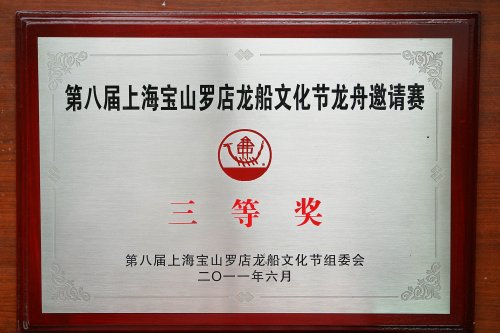 第八届上海宝山罗店龙船文化节龙舟邀请赛
三等奖
第八届上海宝山罗店龙船文化节组委会
二〇一一年六月